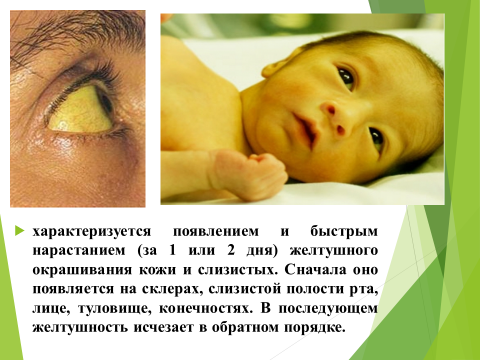 характеризуется появлением и быстрым
нарастанием (за 1 или 2 дня) желтушного
окрашивания кожи и слизистых. Сначала оно
появляется на склерах, слизистой полости рта,
лице, туловище, конечностях. В последующем
желтушность исчезает в обратном порядке.